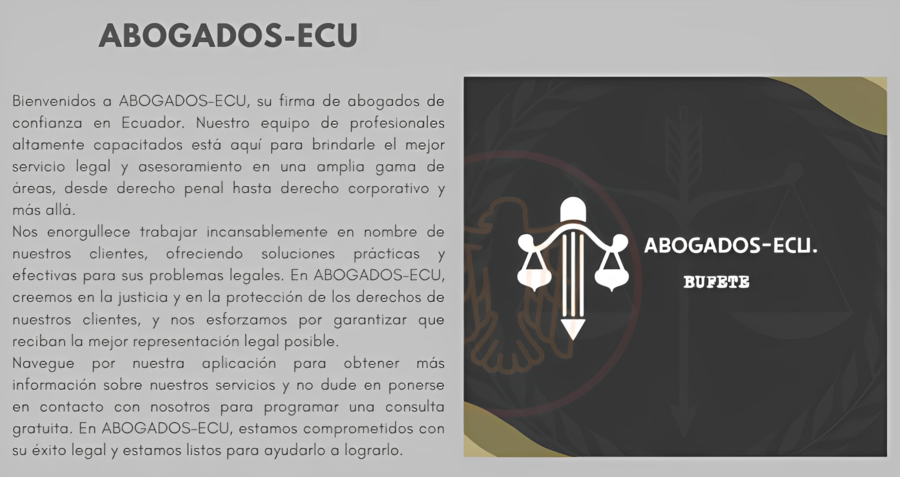 ABOGADOS-ECU
Bienvenidos a ABOGADOS-ECU, su firma de abogados de
confianza en Ecuador. Nuestro equipo de profesionales
altamente capacitados está aquí para brindarle el mejor
servicio legal y asesoramiento en una amplia gama de
áreas, desde derecho penal hasta derecho corporativo y
más allá.
Nos enorgullece trabajar incansablemente en nombre de
nuestros clientes, ofreciendo soluciones prácticas y
efectivas para sus problemas legales. En ABOGADOS-ECU,
creemos en la justicia y en la protección de los derechos de
nuestros clientes, y nos esforzamos por garantizar que
reciban la mejor representación legal posible.
Navegue por nuestra aplicación para obtener más
información sobre nuestros servicios y no dude en ponerse
en contacto con nosotros para programar una consulta
gratuita. En ABOGADOS-ECU, estamos comprometidos con
su éxito legal y estamos listos para ayudarlo a lograrlo.
ABOGADOS-ECU.
BUFETE